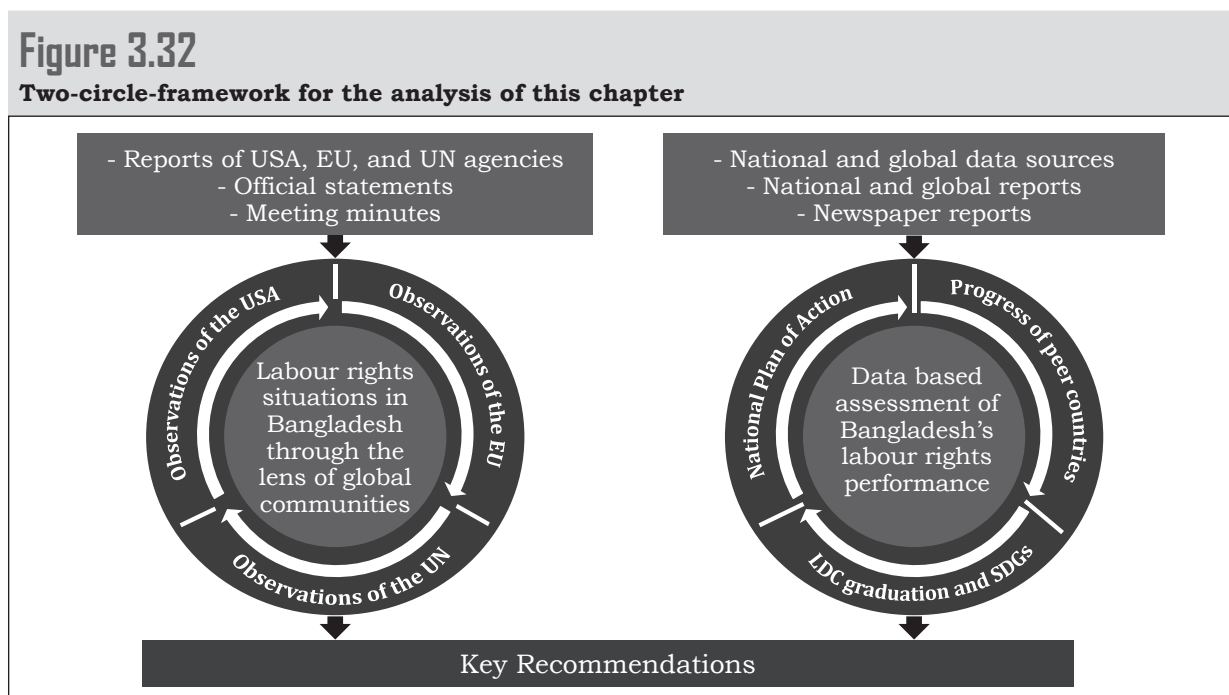 Figure 3.32
Two-circle-framework for the analysis of this chapter
- Reports of USA, EU, and UN agencies
- Official statements
- Meeting minutes
Observations of the USA
Observations of the EU
Observations of the UN
Labour rights
situations in
Bangladesh
through the
lens of global
communities
- National and global data sources
- National and global reports
- Newspaper reports
National Plan of Action
Progress of peer countries
LDC graduation and SDGs
Data based
assessment of
Bangladesh’s
labour rights
performance
Key Recommendations